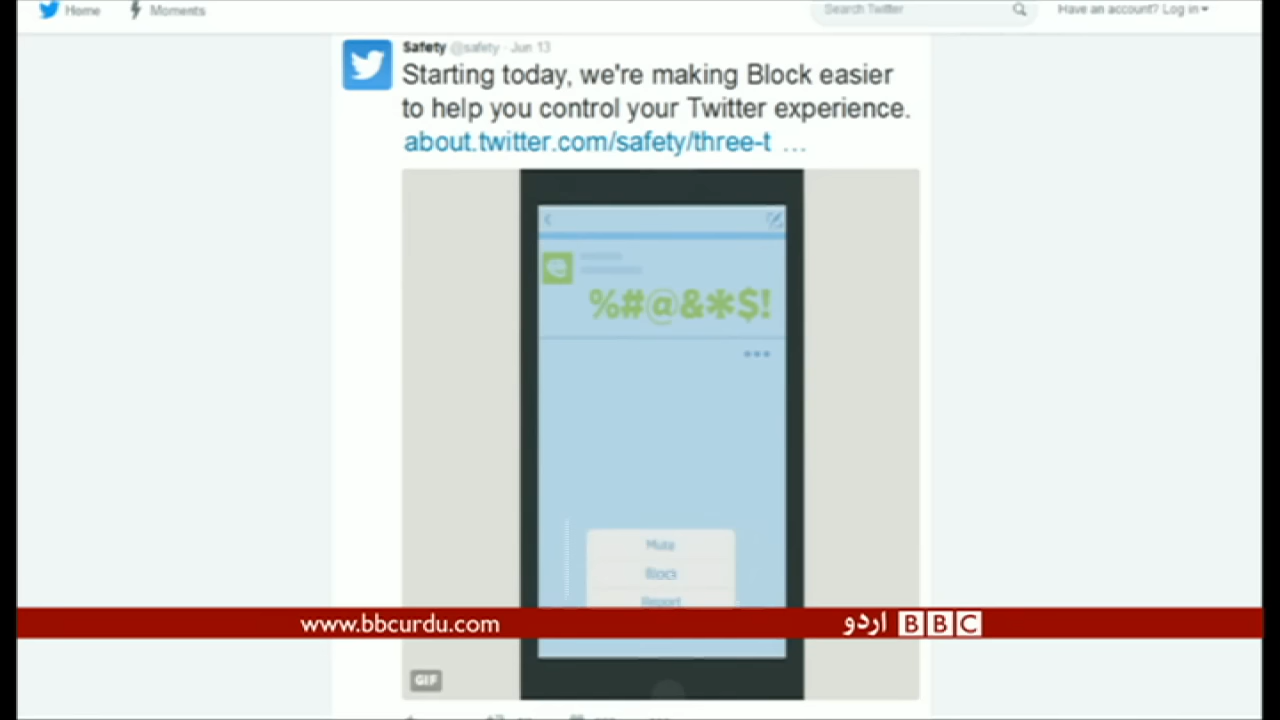 Home Moments Search Twitter Have an account? Log in
Safety @safety · Jun 13
Starting today, we're making Block easier
to help you control your Twitter experience.
about.twitter.com/safety/three-t …
%#@&*$!
Mute
Block
Report
www.bbcurdu.com BBC اردو
GIF